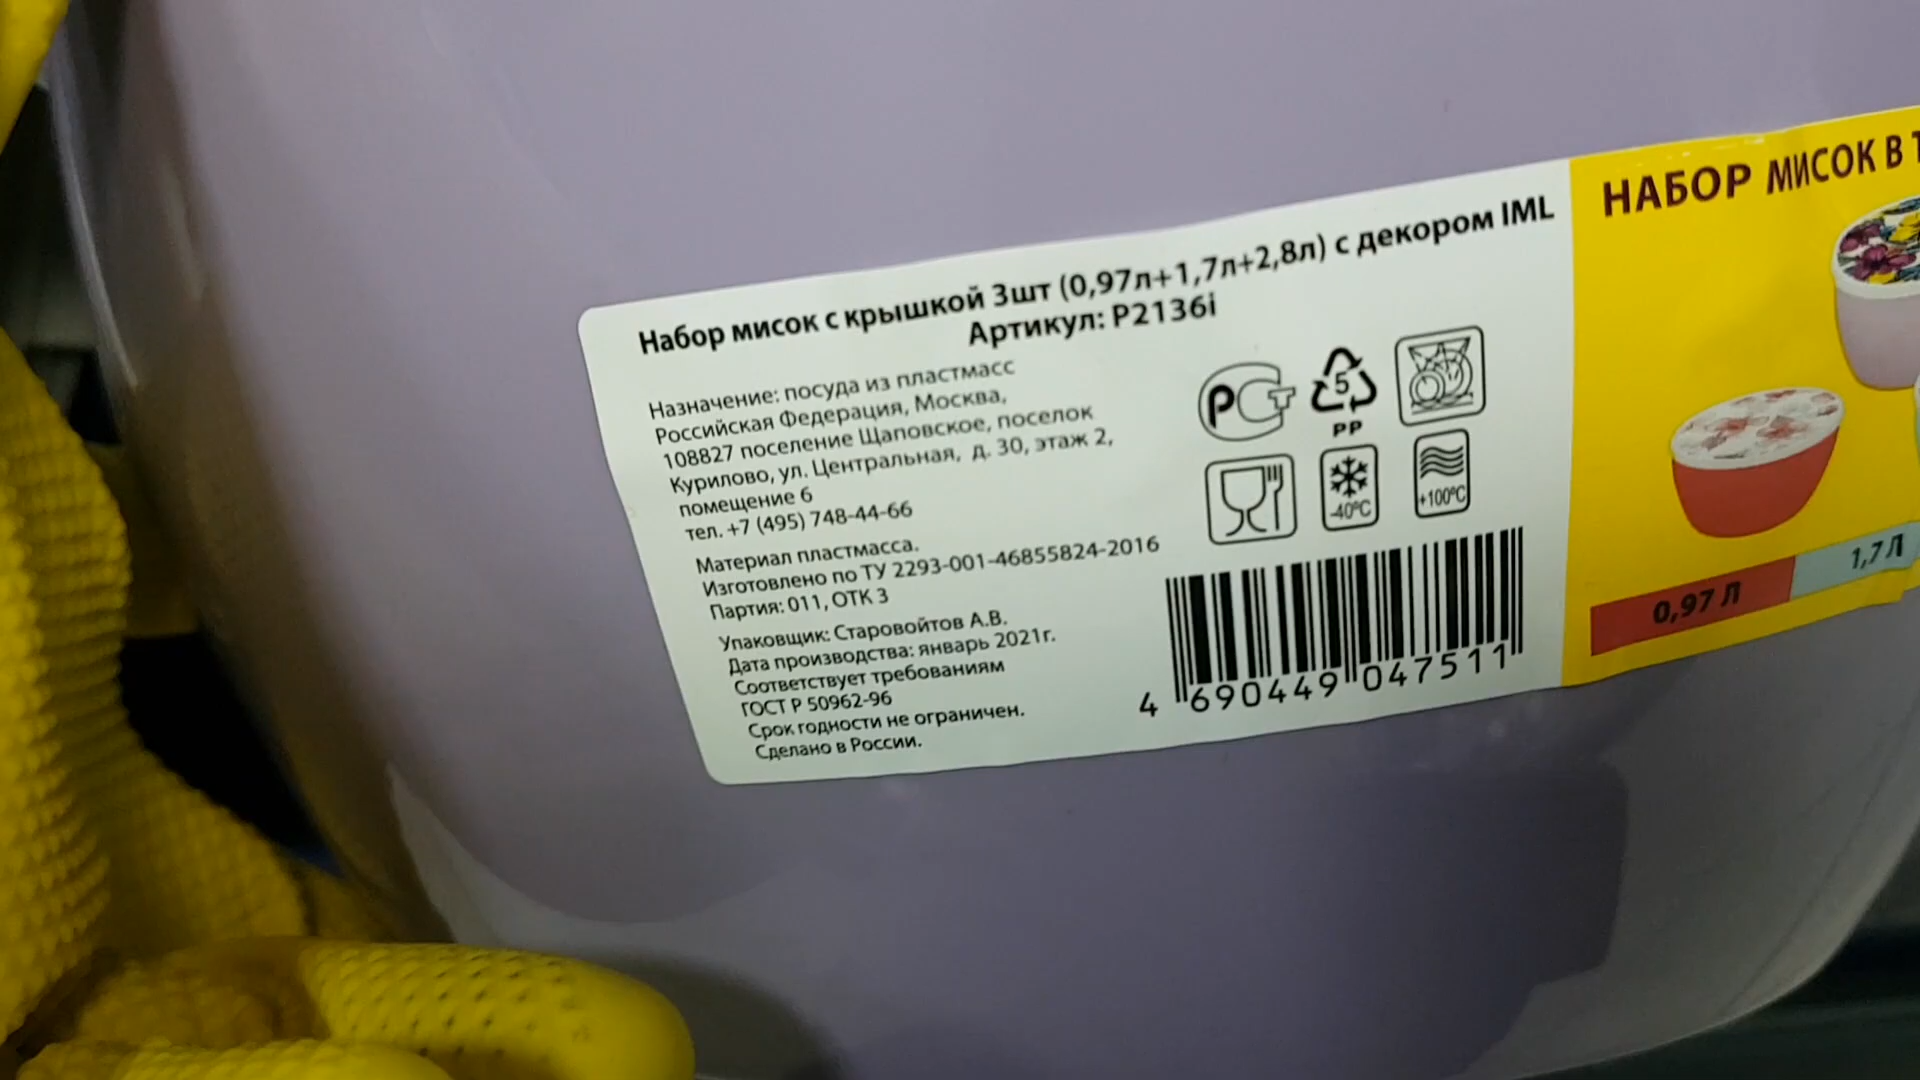 Набор мисок с крышкой 3шт (0,97л+1,7л+2,8л) с декором IML
Артикул: P2136i
Назначение: посуда из пластмасс
Российская Федерация, Москва,
108827 поселение Щаповское, поселок
Курилово, ул. Центральная, д. 30, этаж 2,
помещение 6
тел. +7 (495) 748-44-66
Материал пластмасса.
Изготовлено по ТУ 2293-001-46855824-2016
Партия: 011, ОТК 3
Упаковщик: Старовойтов А.В.
Дата производства: январь 2021г.
Соответствует требованиям
ГОСТ Р 50962-96
Срок годности не ограничен.
Сделано в России.
РСТ
5
PP
-40°C
+100°C
4 690449 047511
НАБОР МИСОК В
0,97 Л
1,7 Л